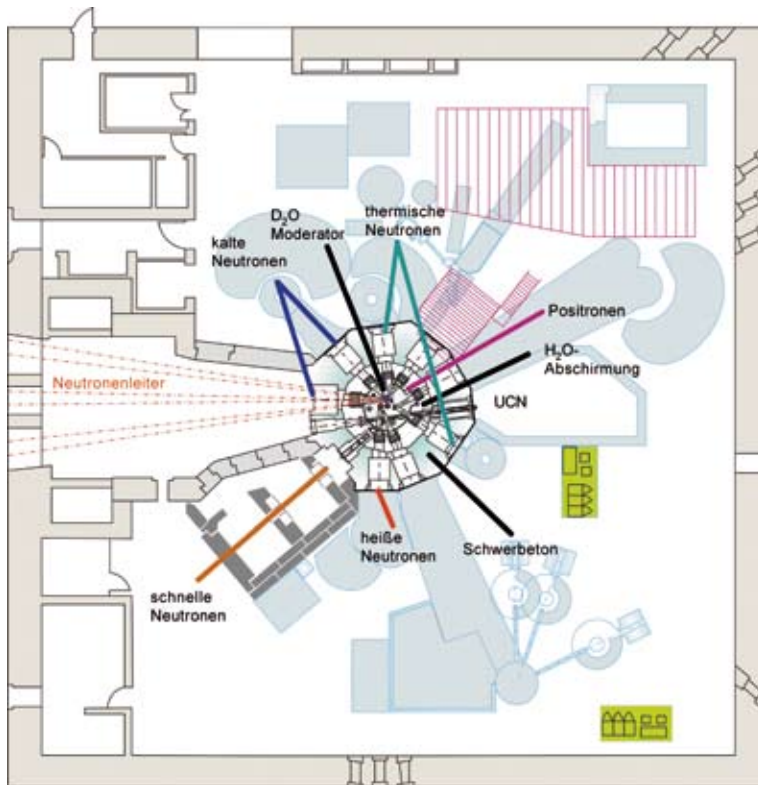 D₂O
Moderator
thermische
Neutronen
kalte
Neutronen
Positronen
H₂O-
Abschirmung
Neutronenleiter
UCN
heiße
Neutronen
Schwerbeton
schnelle
Neutronen